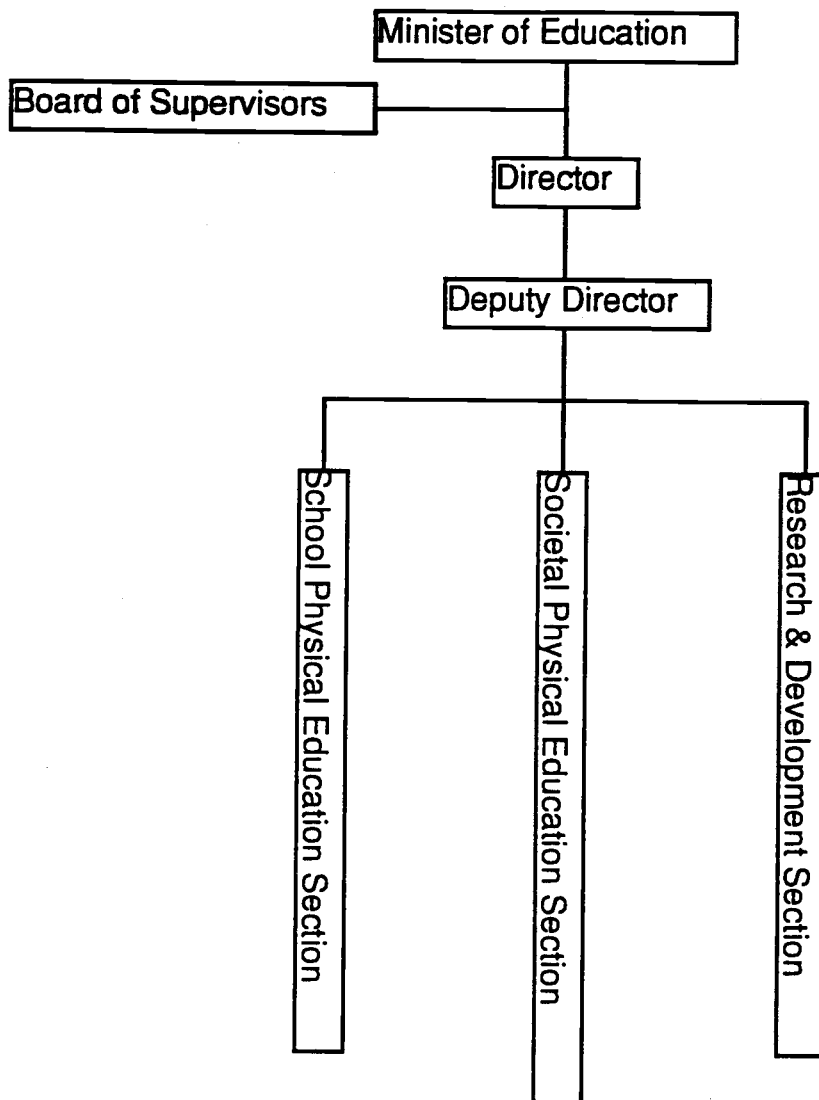 Minister of Education
Board of Supervisors
Director
Deputy Director
School Physical Education Section
Societal Physical Education Section
Research & Development Section